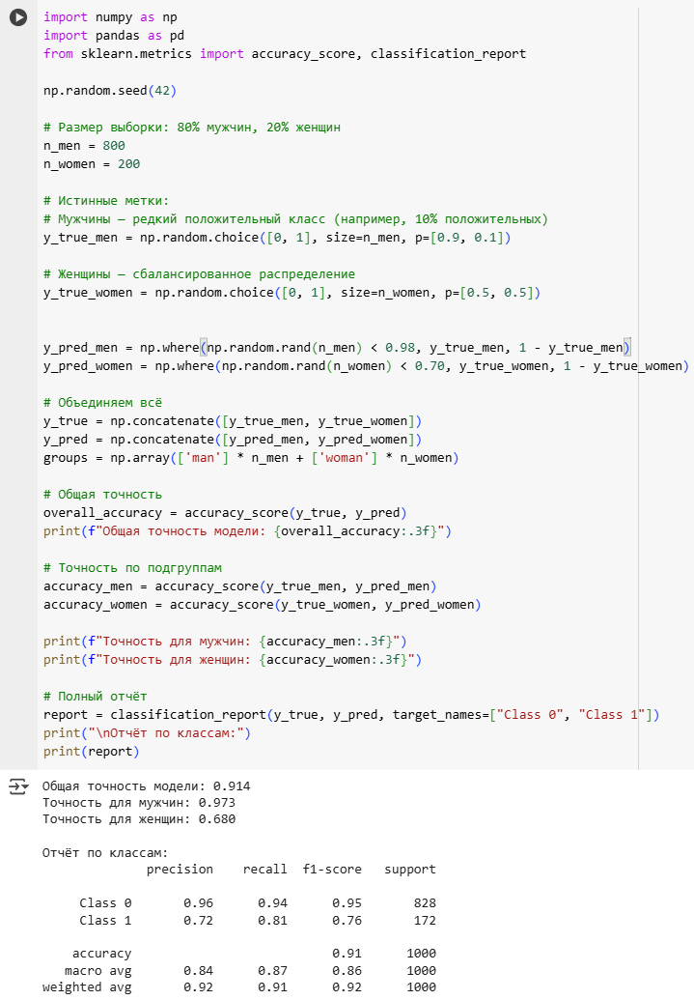 import numpy as np
import pandas as pd
from sklearn.metrics import accuracy_score, classification_report

np.random.seed(42)

# Размер выборки: 80% мужчин, 20% женщин
n_men = 800
n_women = 200

# Истинные метки:
# Мужчины — редкий положительный класс (например, 10% положительных)
y_true_men = np.random.choice([0, 1], size=n_men, p=[0.9, 0.1])

# Женщины — сбалансированное распределение
y_true_women = np.random.choice([0, 1], size=n_women, p=[0.5, 0.5])


y_pred_men = np.where(np.random.rand(n_men) < 0.98, y_true_men, 1 - y_true_men)
y_pred_women = np.where(np.random.rand(n_women) < 0.70, y_true_women, 1 - y_true_women)

# Объединяем всё
y_true = np.concatenate([y_true_men, y_true_women])
y_pred = np.concatenate([y_pred_men, y_pred_women])
groups = np.array(['man'] * n_men + ['woman'] * n_women)

# Общая точность
overall_accuracy = accuracy_score(y_true, y_pred)
print(f"Общая точность модели: {overall_accuracy:.3f}")

# Точность по подгруппам
accuracy_men = accuracy_score(y_true_men, y_pred_men)
accuracy_women = accuracy_score(y_true_women, y_pred_women)

print(f"Точность для мужчин: {accuracy_men:.3f}")
print(f"Точность для женщин: {accuracy_women:.3f}")

# Полный отчёт
report = classification_report(y_true, y_pred, target_names=["Class 0", "Class 1"])
print("\nОтчёт по классам:")
print(report)

Общая точность модели: 0.914
Точность для мужчин: 0.973
Точность для женщин: 0.680

Отчёт по классам:
              precision    recall  f1-score   support

     Class 0       0.96      0.94      0.95       828
     Class 1       0.72      0.81      0.76       172

    accuracy                           0.91      1000
   macro avg       0.84      0.87      0.86      1000
weighted avg       0.92      0.91      0.92      1000